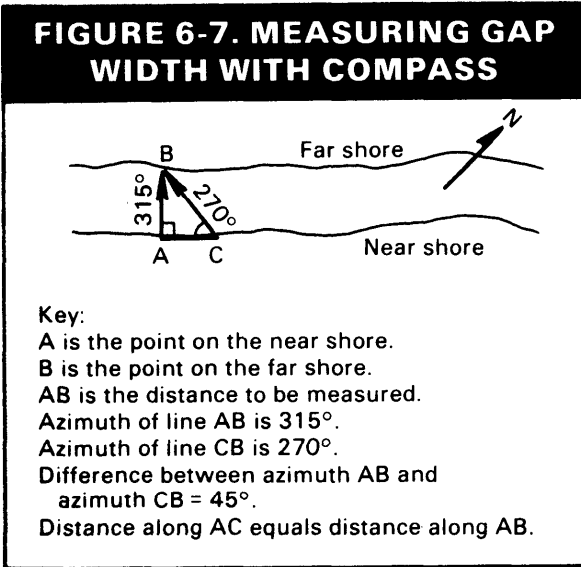 FIGURE 6-7. MEASURING GAP
WIDTH WITH COMPASS
N
B
Far shore
315°
270°
A
C
Near shore
Key:
A is the point on the near shore.
B is the point on the far shore.
AB is the distance to be measured.
Azimuth of line AB is 315°.
Azimuth of line CB is 270°.
Difference between azimuth AB and
azimuth CB = 45°.
Distance along AC equals distance along AB.